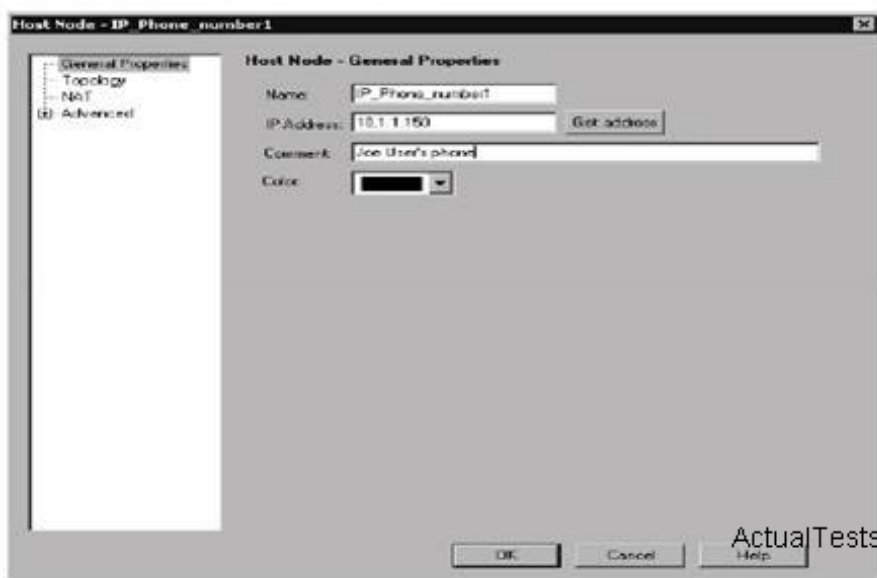 Host Node - IP_Phone_number1
General Properties
Topology
NAT
Advanced
Host Node - General Properties
Name: IP_Phone_number1
IP Address: 10.1.1.150 Get address
Comment: Joe User's phone
Color:
OK Cancel Help
ActualTests